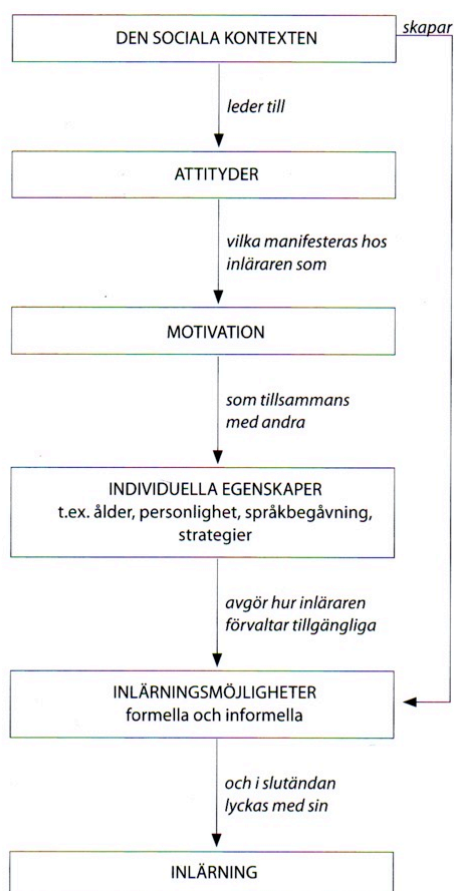 DEN SOCIALA KONTEXTEN
skapar
leder till
ATTITYDER
vilka manifesteras hos
inläraren som
MOTIVATION
som tillsammans
med andra
INDIVIDUELLA EGENSKAPER
t.ex. ålder, personlighet, språkbegåvning,
strategier
avgör hur inläraren
förvaltar tillgängliga
INLÄRNINGSMÖJLIGHETER
formella och informella
och i slutändan
lyckas med sin
INLÄRNING